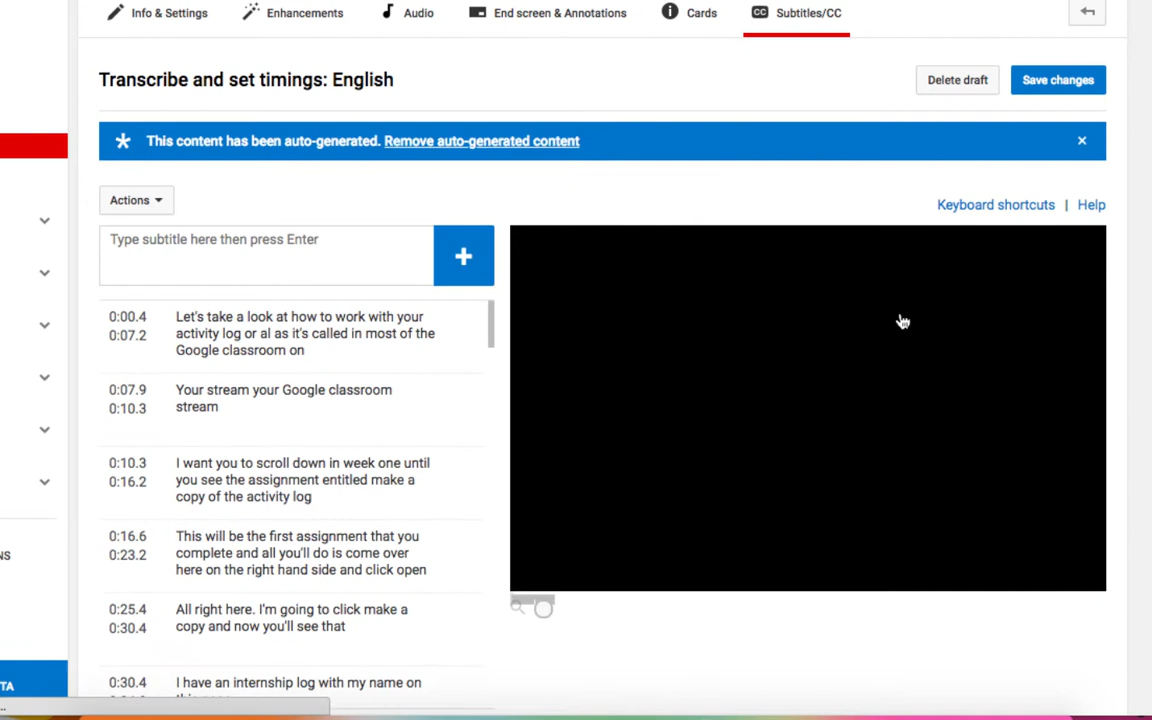 Info & Settings
Enhancements
Audio
End screen & Annotations
Cards
CC Subtitles/CC
Transcribe and set timings: English
Delete draft
Save changes
This content has been auto-generated. Remove auto-generated content
Actions
Keyboard shortcuts | Help
Type subtitle here then press Enter
0:00.4
0:07.2
Let's take a look at how to work with your
activity log or al as it's called in most of the
Google classroom on
0:07.9
0:10.3
Your stream your Google classroom
stream
0:10.3
0:16.2
I want you to scroll down in week one until
you see the assignment entitled make a
copy of the activity log
0:16.6
0:23.2
This will be the first assignment that you
complete and all you'll do is come over
here on the right hand side and click open
NS
0:25.4
0:30.4
All right here. I'm going to click make a
copy and now you'll see that
0:30.4
I have an internship log with my name on
TA